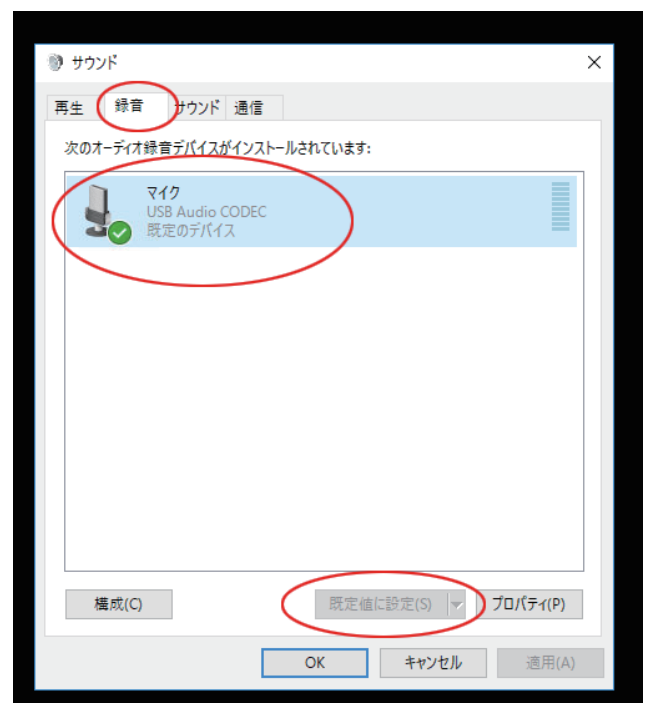 サウンド
再生 録音 サウンド 通信
次のオーディオ録音デバイスがインストールされています:
マイク
USB Audio CODEC
既定のデバイス
構成(C) 既定値に設定(S) プロパティ(P)
OK キャンセル 適用(A)